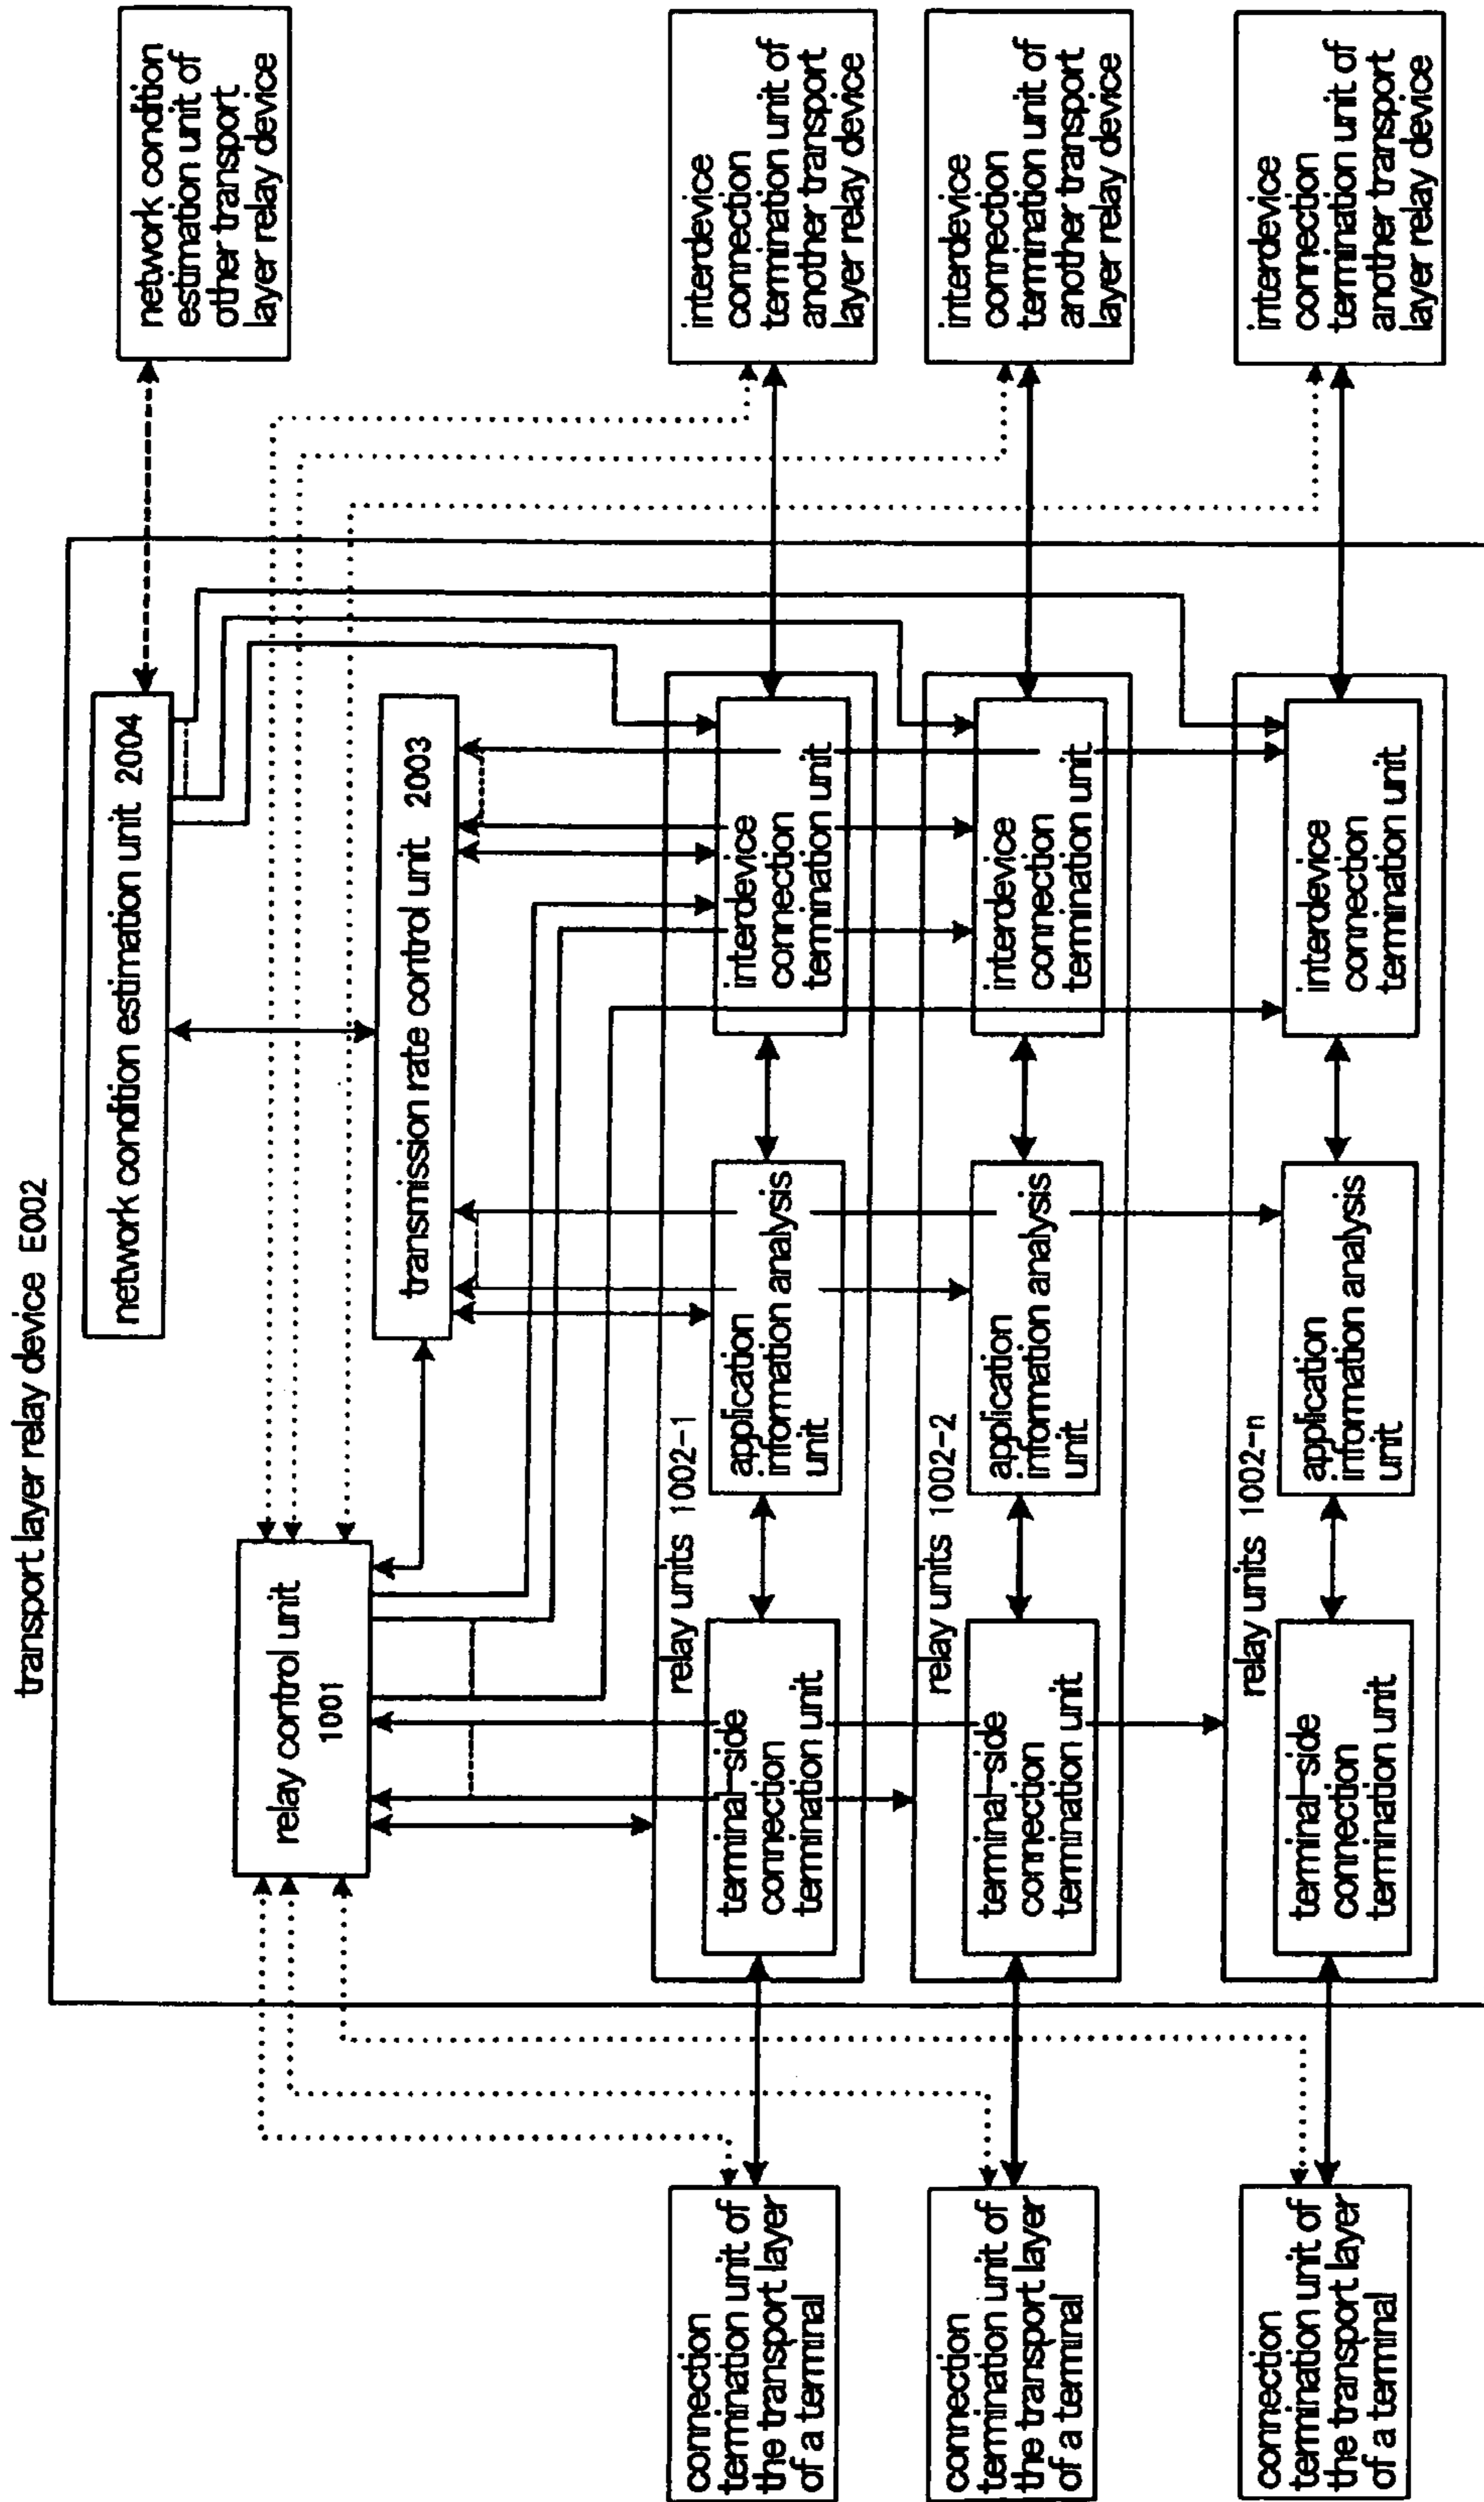 transport layer relay device E002
network condition estimation unit 2004
network condition
estimation unit of
other transport
layer relay device
relay control unit
1001
transmission rate control unit 2003
connection
termination unit of
the transport layer
of a terminal
relay units 1002-1
terminal-side
connection
termination unit
application
information analysis
unit
interdevice
connection
termination unit
interdevice
connection
termination unit of
another transport
layer relay device
connection
termination unit of
the transport layer
of a terminal
relay units 1002-2
terminal-side
connection
termination unit
application
information analysis
unit
interdevice
connection
termination unit
interdevice
connection
termination unit of
another transport
layer relay device
connection
termination unit of
the transport layer
of a terminal
relay units 1002-n
terminal-side
connection
termination unit
application
information analysis
unit
interdevice
connection
termination unit
interdevice
connection
termination unit of
another transport
layer relay device